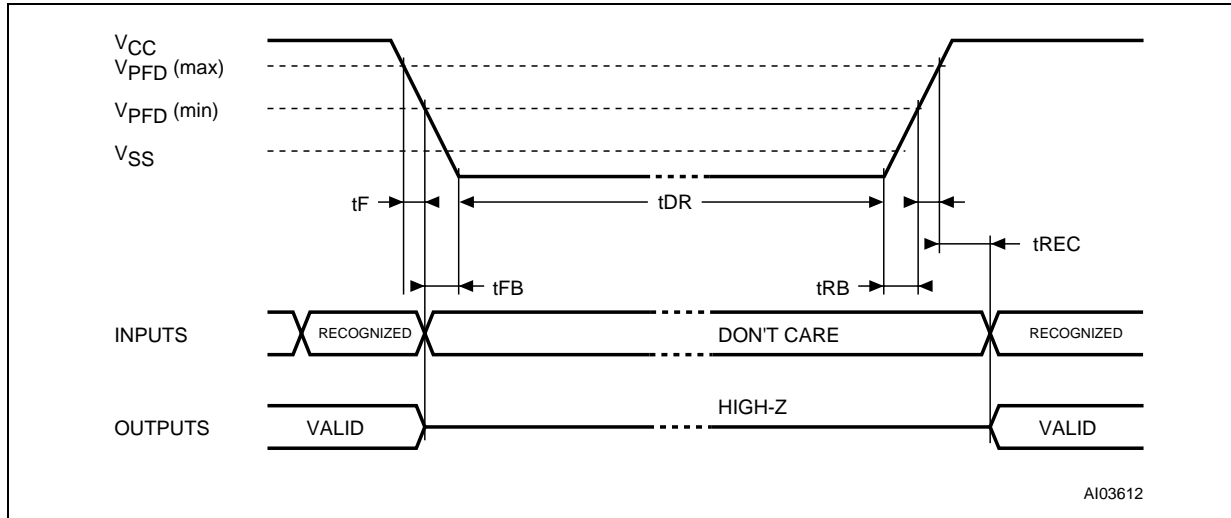 VCC
VPFD (max)
VPFD (min)
VSS
tF
tDR
tREC
tFB
tRB
INPUTS
RECOGNIZED
DON'T CARE
RECOGNIZED
HIGH-Z
OUTPUTS
VALID
VALID
AI03612